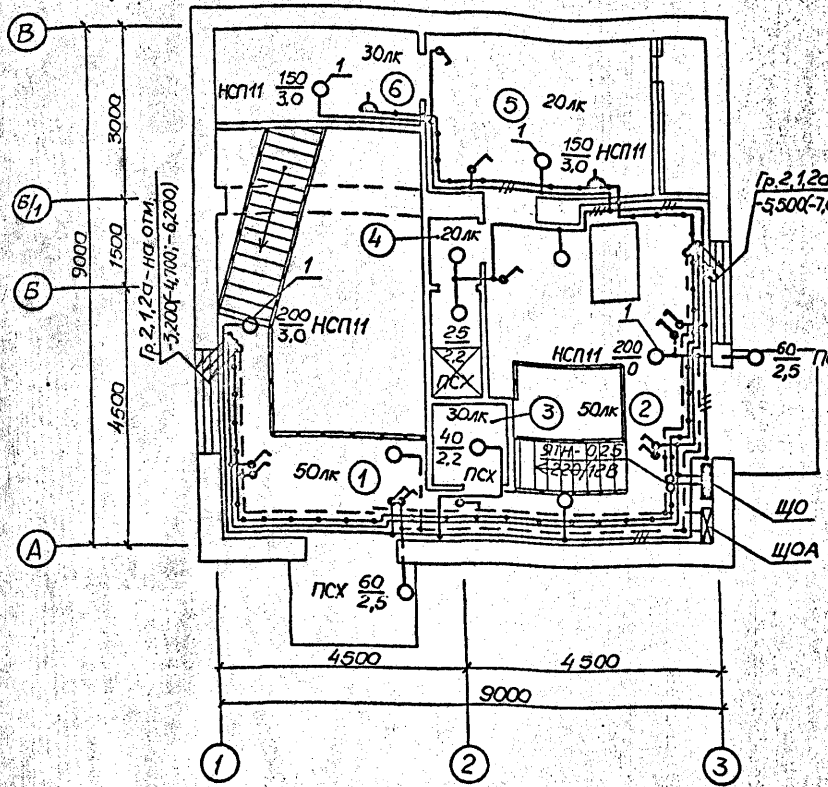 В
1
30лк
НСП11 150/3,0
6
5
20лк
1
150/3,0 НСП11
3000
Гр.2,1,2а
-5,500(-7,
Б/1
Гр.2,1,2а-на отм.
-3,200(-4,700;-6,200)
9000
1500
4
20лк
Б
1
200/3,0 НСП11
25/2,2
ПСХ
1
НСП11 200/0
60/2,5
4500
30лк
3
50лк
2
40/2,2
ПСХ
50лк
1
ЯТН-0,25
220/12В
ЩО
ЩОА
А
ПСХ 60/2,5
4500
4500
9000
1
2
3